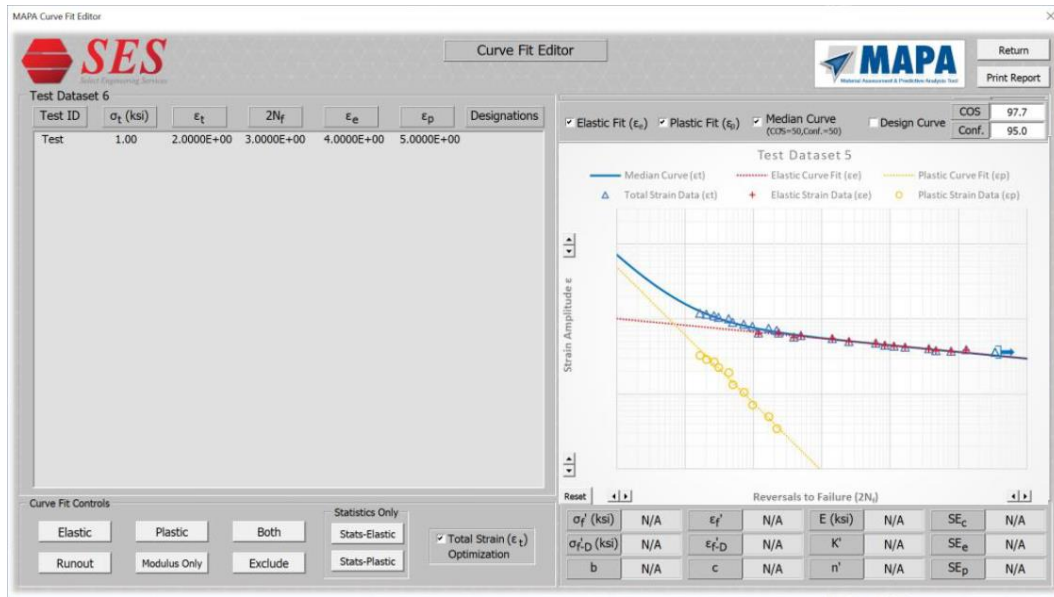 MAPA Curve Fit Editor
SES
Select Engineering Services
Curve Fit Editor
MAPA
Material Assessment & Predictive Analysis Tool
Return
Print Report
Test Dataset 6
Test ID σt (ksi) εt 2Nf εe εp Designations
Test 1.00 2.0000E+00 3.0000E+00 4.0000E+00 5.0000E+00
Elastic Fit (εe) Plastic Fit (εp) Median Curve (COS=50,Conf.=50) Design Curve
COS 97.7
Conf. 95.0
Test Dataset 5
Median Curve (εt) Elastic Curve Fit (εe) Plastic Curve Fit (εp)
Total Strain Data (εt) Elastic Strain Data (εe) Plastic Strain Data (εp)
Strain Amplitude ε
Reset
Reversals to Failure (2Nf)
Curve Fit Controls
Elastic Plastic Both
Runout Modulus Only Exclude
Statistics Only
Stats-Elastic
Stats-Plastic
Total Strain (εt)
Optimization
σf' (ksi) N/A εf' N/A E (ksi) N/A SEc N/A
σf'-D (ksi) N/A εf'-D N/A K' N/A SEe N/A
b N/A c N/A n' N/A SEp N/A